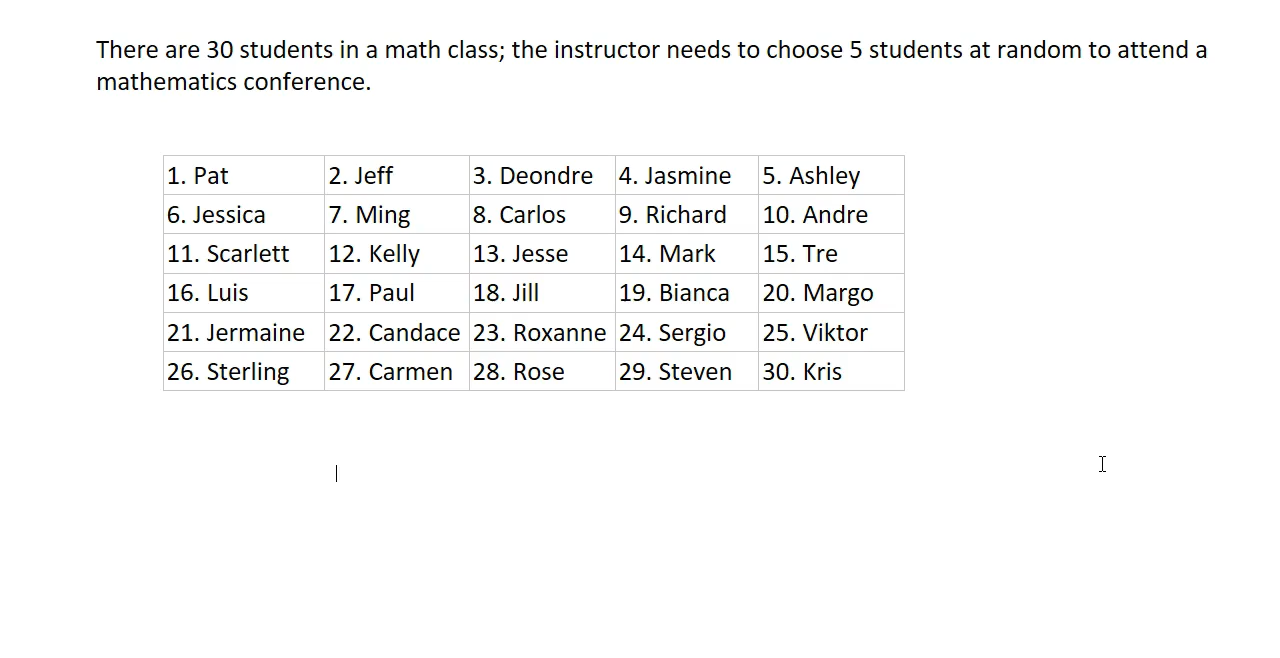 There are 30 students in a math class; the instructor needs to choose 5 students at random to attend a
mathematics conference.
1. Pat 2. Jeff 3. Deondre 4. Jasmine 5. Ashley
6. Jessica 7. Ming 8. Carlos 9. Richard 10. Andre
11. Scarlett 12. Kelly 13. Jesse 14. Mark 15. Tre
16. Luis 17. Paul 18. Jill 19. Bianca 20. Margo
21. Jermaine 22. Candace 23. Roxanne 24. Sergio 25. Viktor
26. Sterling 27. Carmen 28. Rose 29. Steven 30. Kris